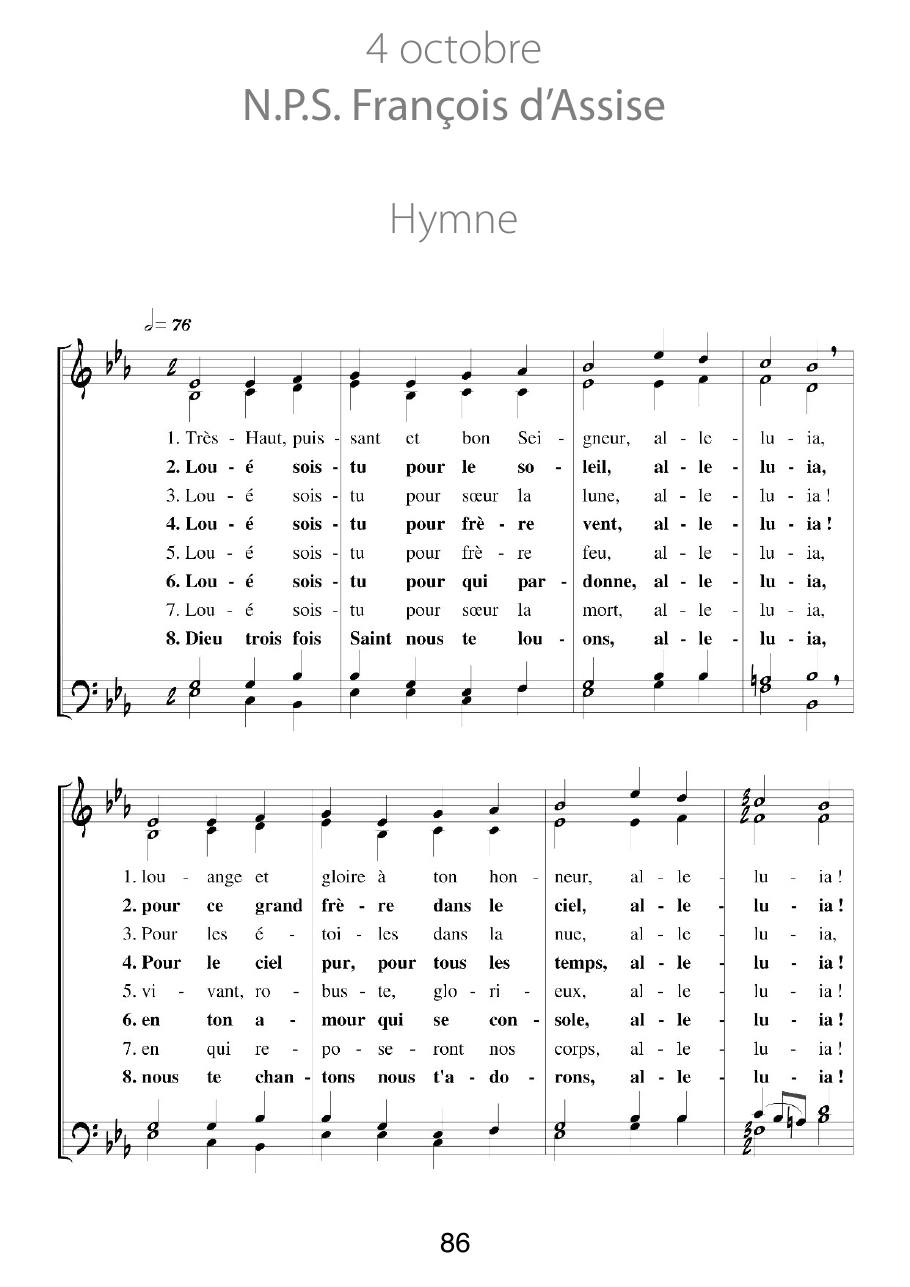 4 octobre
N.P.S. François d’Assise
Hymne
= 76
1. Très - Haut, puis - sant et bon Sei - gneur, al - le - lu - ia,
2. Lou - é sois - tu pour le so - leil, al - le - lu - ia,
3. Lou - é sois - tu pour sœur la lune, al - le - lu - ia !
4. Lou - é sois - tu pour frè - re vent, al - le - lu - ia !
5. Lou - é sois - tu pour frè - re feu, al - le - lu - ia,
6. Lou - é sois - tu pour qui par - donne, al - le - lu - ia,
7. Lou - é sois - tu pour sœur la mort, al - le - lu - ia,
8. Dieu trois fois Saint nous te lou - ons, al - le - lu - ia,
1. lou - ange et gloire à ton hon - neur, al - le - lu - ia !
2. pour ce grand frè - re dans le ciel, al - le - lu - ia !
3. Pour les é - toi - les dans la nue, al - le - lu - ia,
4. Pour le ciel pur, pour tous les temps, al - le - lu - ia !
5. vi - vant, ro - bus - te, glo - ri - eux, al - le - lu - ia !
6. en ton a - mour qui se con - sole, al - le - lu - ia !
7. en qui re - po - se - ront nos corps, al - le - lu - ia !
8. nous te chan - tons nous t'a - do - rons, al - le - lu - ia !
86